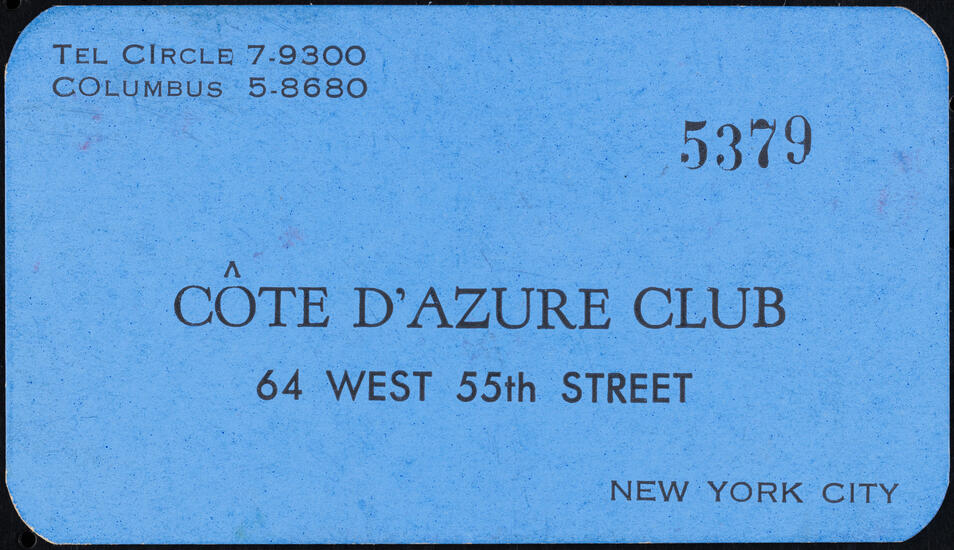 Tel CIrcle 7-9300
COlumbus 5-8680
5379
CÔTE D'AZURE CLUB
64 WEST 55th STREET
NEW YORK CITY